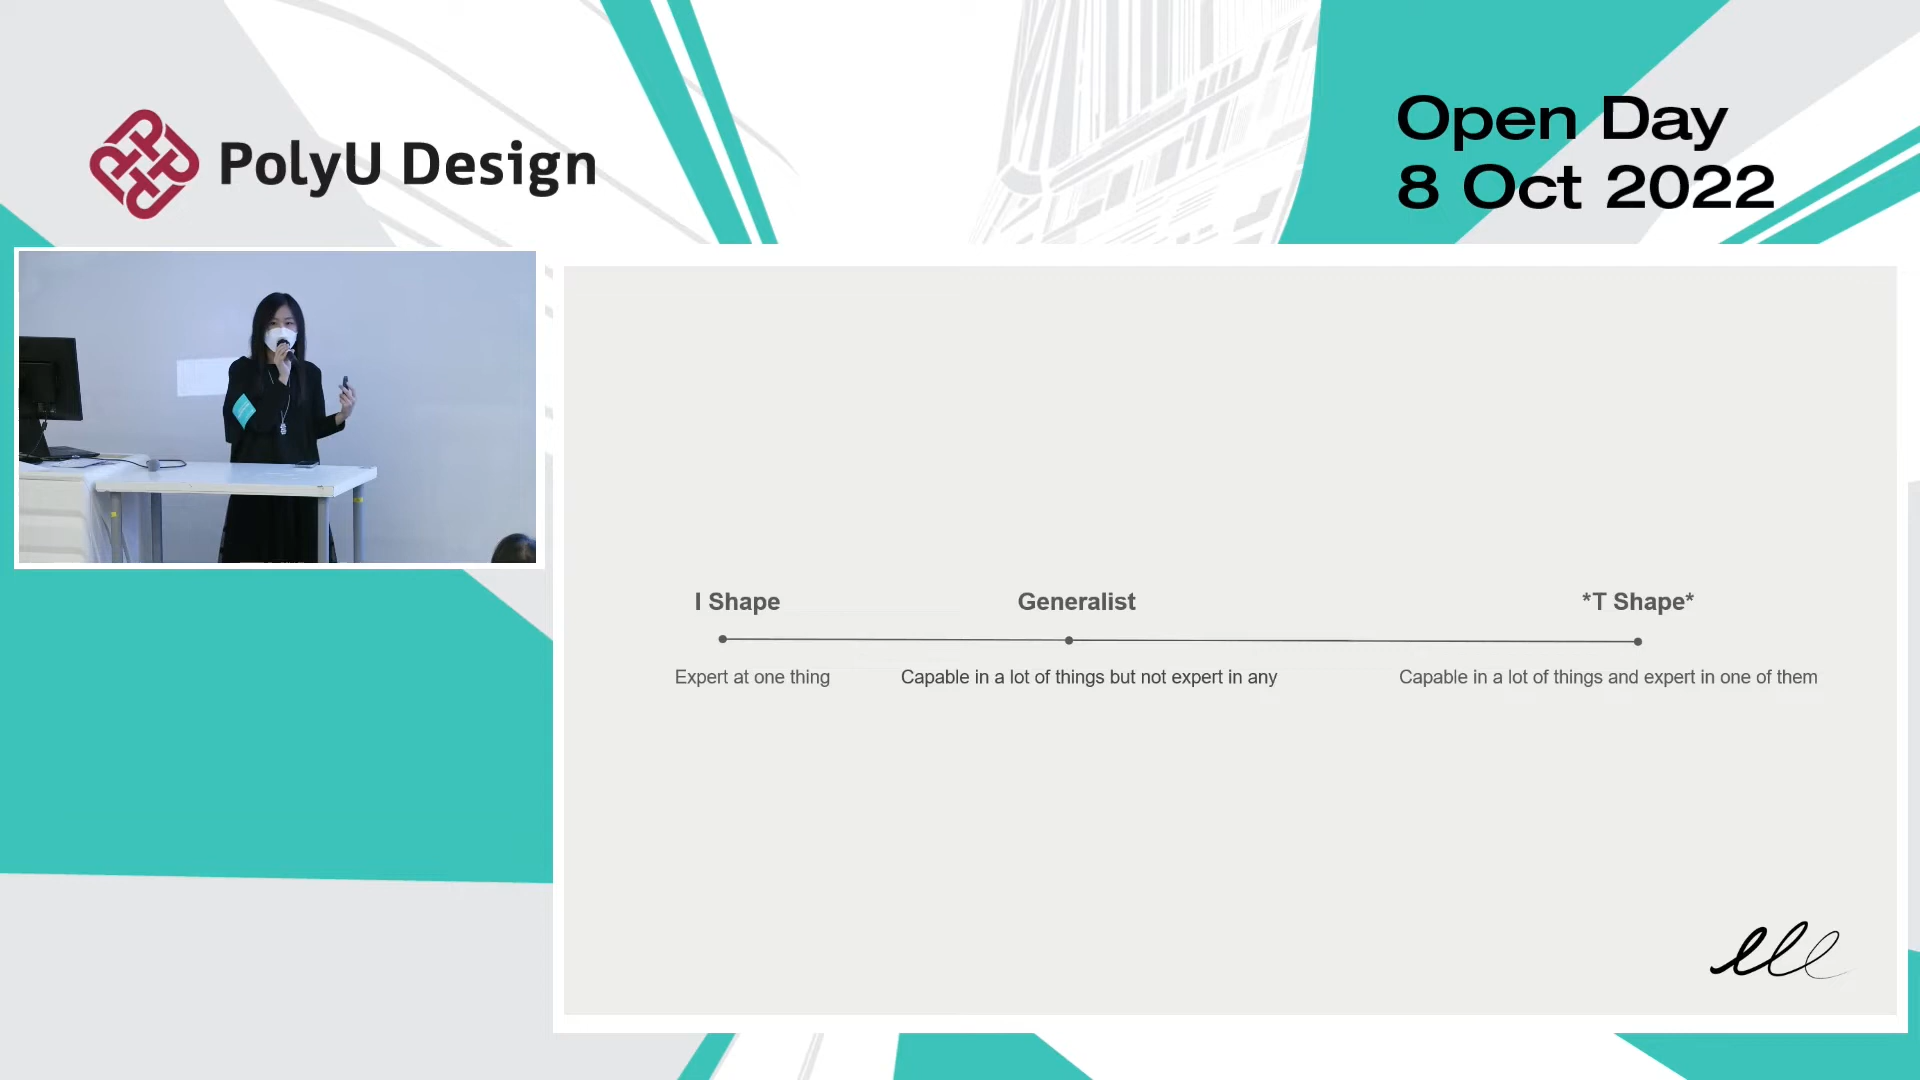 PolyU Design
Open Day
8 Oct 2022
I Shape
Generalist
*T Shape*
Expert at one thing
Capable in a lot of things but not expert in any
Capable in a lot of things and expert in one of them